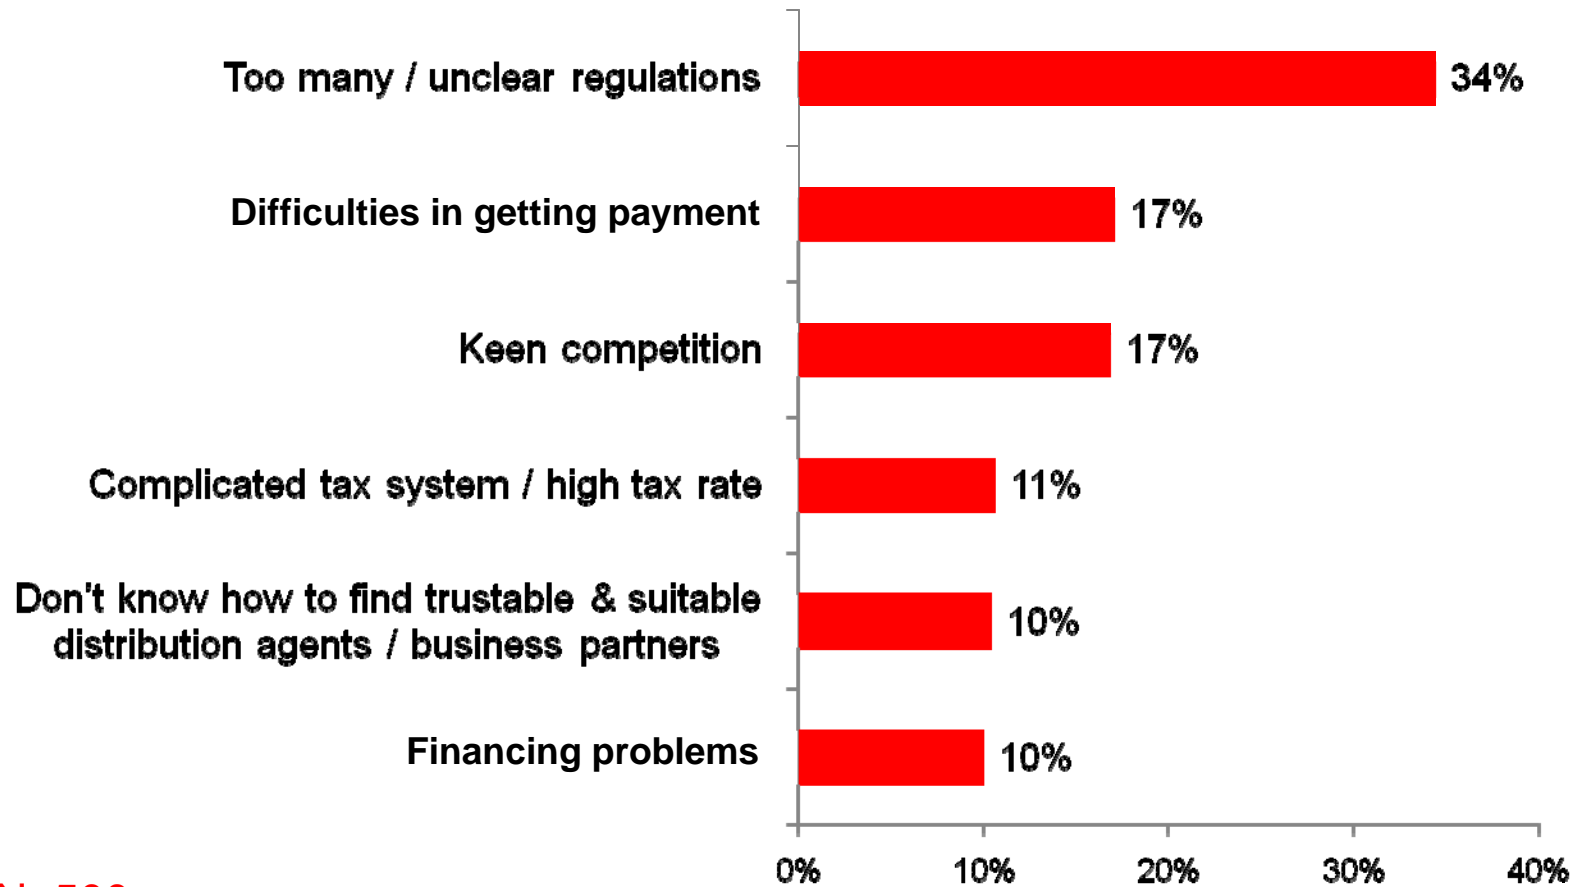 Too many / unclear regulations
34%
Difficulties in getting payment
17%
Keen competition
17%
Complicated tax system / high tax rate
11%
Don't know how to find trustable & suitable
distribution agents / business partners
10%
Financing problems
10%
0% 10% 20% 30% 40%